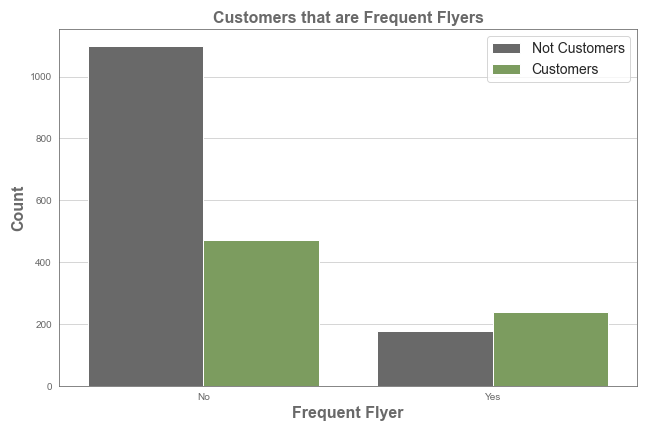 Customers that are Frequent Flyers
Not Customers
Customers
1000
800
600
400
200
0
Count
No
Yes
Frequent Flyer